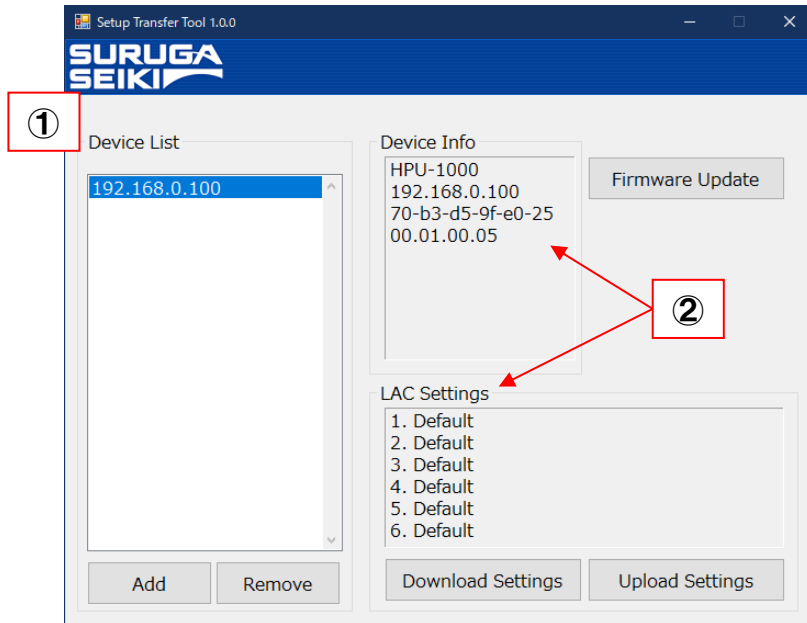 Setup Transfer Tool 1.0.0
SURUGA
SEIKI
①
Device List
192.168.0.100
Add
Remove
Device Info
HPU-1000
192.168.0.100
70-b3-d5-9f-e0-25
00.01.00.05
Firmware Update
②
LAC Settings
1. Default
2. Default
3. Default
4. Default
5. Default
6. Default
Download Settings
Upload Settings